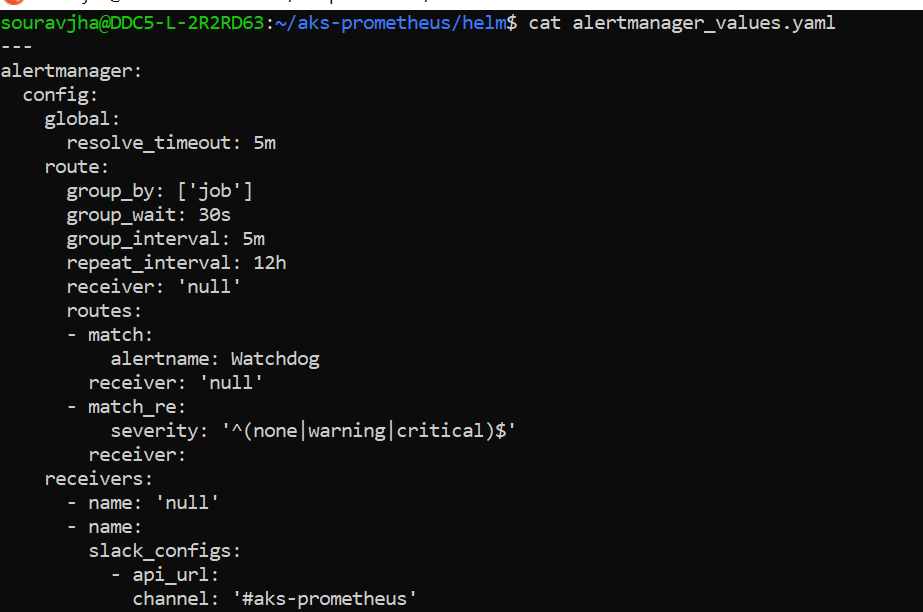 souravjha@DDC5-L-2R2RD63:~/aks-prometheus/helm$ cat alertmanager_values.yaml
---
alertmanager:
  config:
    global:
      resolve_timeout: 5m
    route:
      group_by: ['job']
      group_wait: 30s
      group_interval: 5m
      repeat_interval: 12h
      receiver: 'null'
      routes:
      - match:
          alertname: Watchdog
        receiver: 'null'
      - match_re:
          severity: '^(none|warning|critical)$'
        receiver:
    receivers:
      - name: 'null'
      - name:
        slack_configs:
          - api_url:
            channel: '#aks-prometheus'